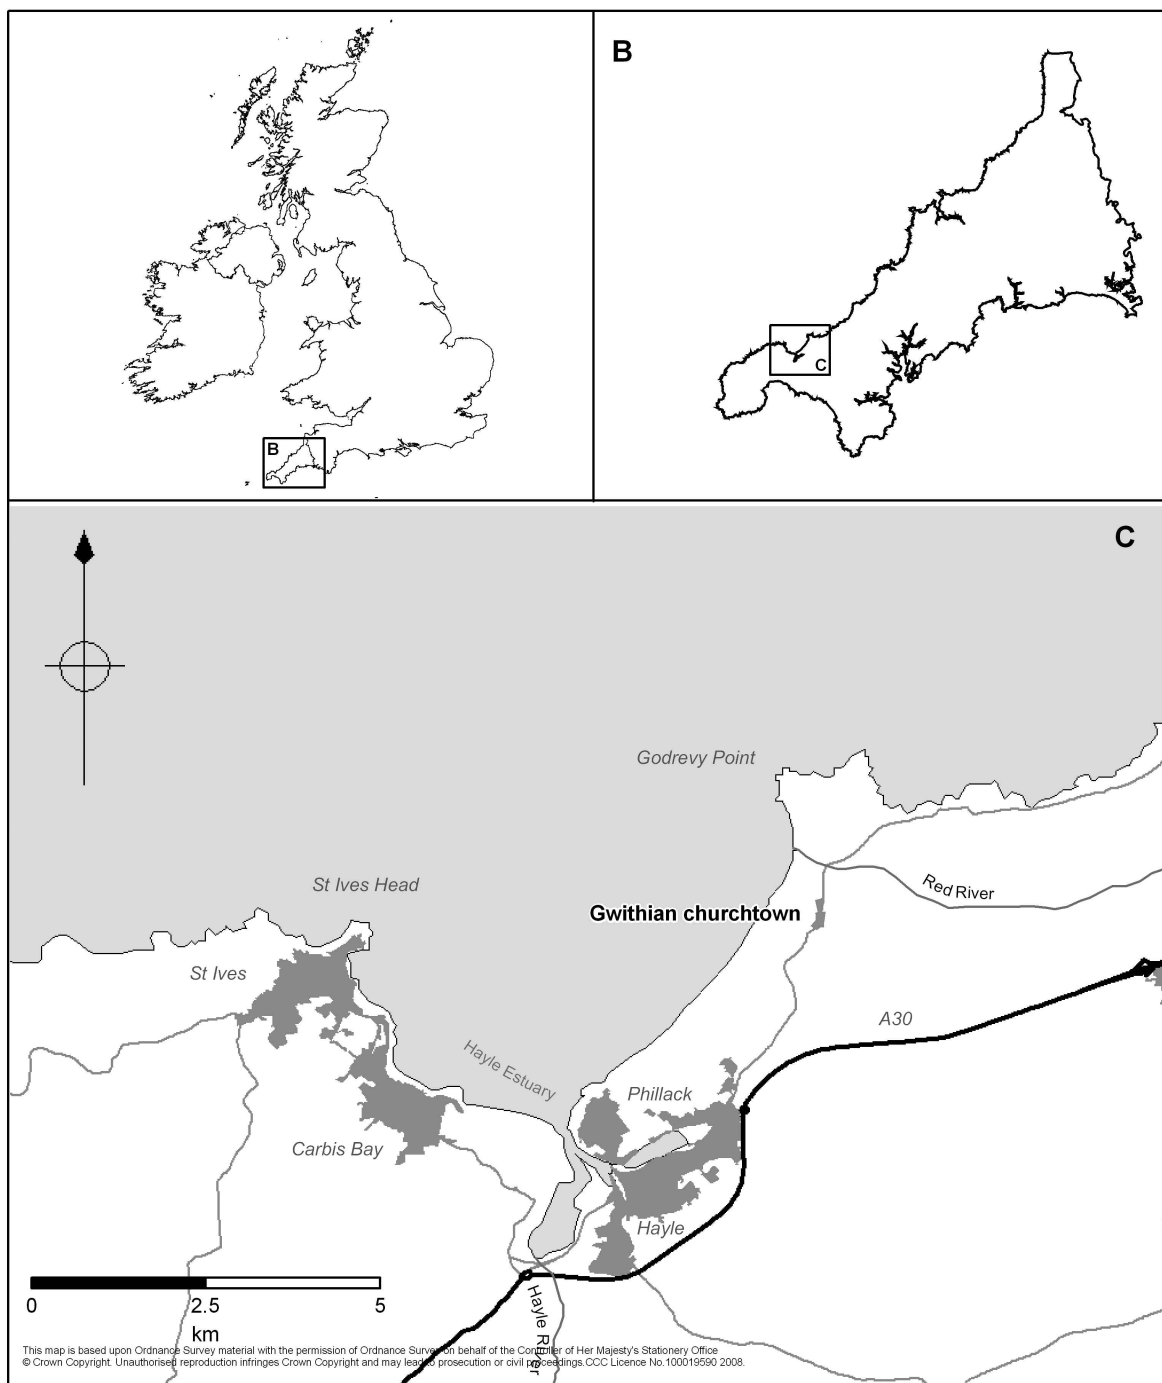 B
B
C
C
Godrevy Point
St Ives Head
Red River
Gwithian churchtown
St Ives
A30
Hayle Estuary
Phillack
Carbis Bay
Hayle
0 2.5 5
km
Hayle River
This map is based upon Ordnance Survey material with the permission of Ordnance Survey on behalf of the Controller of Her Majesty's Stationery Office
© Crown Copyright. Unauthorised reproduction infringes Crown Copyright and may lead to prosecution or civil proceedings.CCC Licence No.100019590 2008.